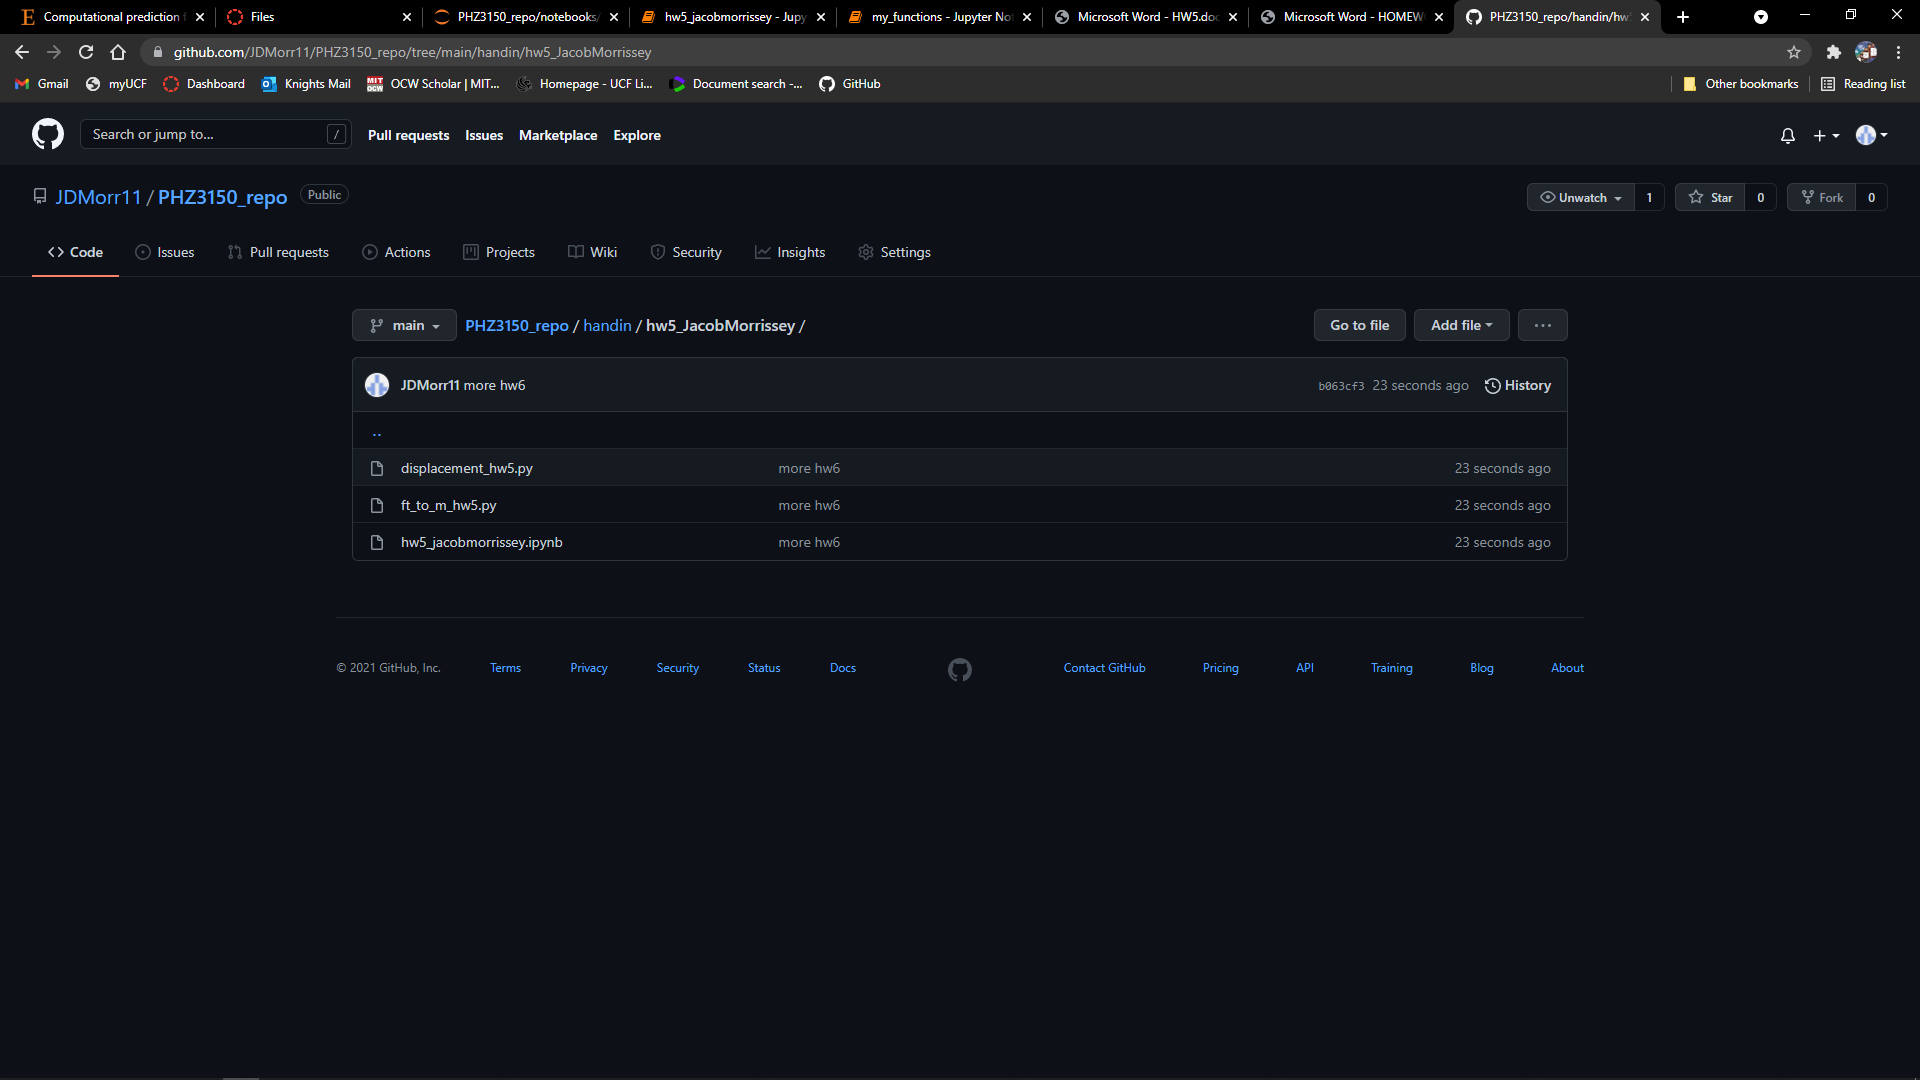 Computational prediction f
Files
PHZ3150_repo/notebooks/
hw5_jacobmorrissey - Jupy
my_functions - Jupyter Not
Microsoft Word - HW5.doc
Microsoft Word - HOMEW
PHZ3150_repo/handin/hw5
github.com/JDMorr11/PHZ3150_repo/tree/main/handin/hw5_JacobMorrissey
Gmail myUCF Dashboard Knights Mail OCW Scholar | MIT... Homepage - UCF Li... Document search -... GitHub Other bookmarks Reading list
Search or jump to... / Pull requests Issues Marketplace Explore
JDMorr11 / PHZ3150_repo Public Unwatch 1 Star 0 Fork 0
Code Issues Pull requests Actions Projects Wiki Security Insights Settings
main PHZ3150_repo / handin / hw5_JacobMorrissey / Go to file Add file ...
JDMorr11 more hw6 b063cf3 23 seconds ago History
..
displacement_hw5.py more hw6 23 seconds ago
ft_to_m_hw5.py more hw6 23 seconds ago
hw5_jacobmorrissey.ipynb more hw6 23 seconds ago
© 2021 GitHub, Inc. Terms Privacy Security Status Docs Contact GitHub Pricing API Training Blog About